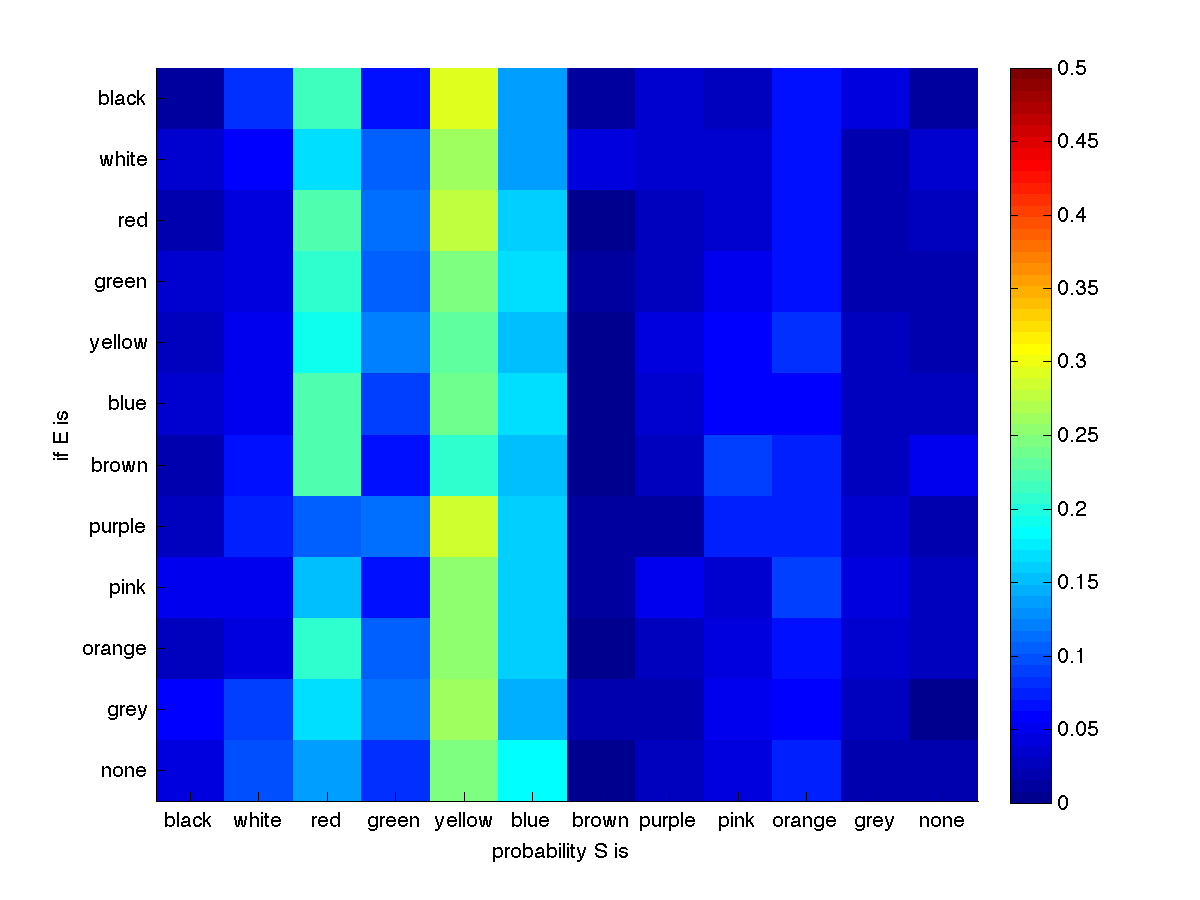 black
white
red
green
yellow
blue
brown
purple
pink
orange
grey
none
if E is
black white red green yellow blue brown purple pink orange grey none
probability S is
0.5
0.45
0.4
0.35
0.3
0.25
0.2
0.15
0.1
0.05
0